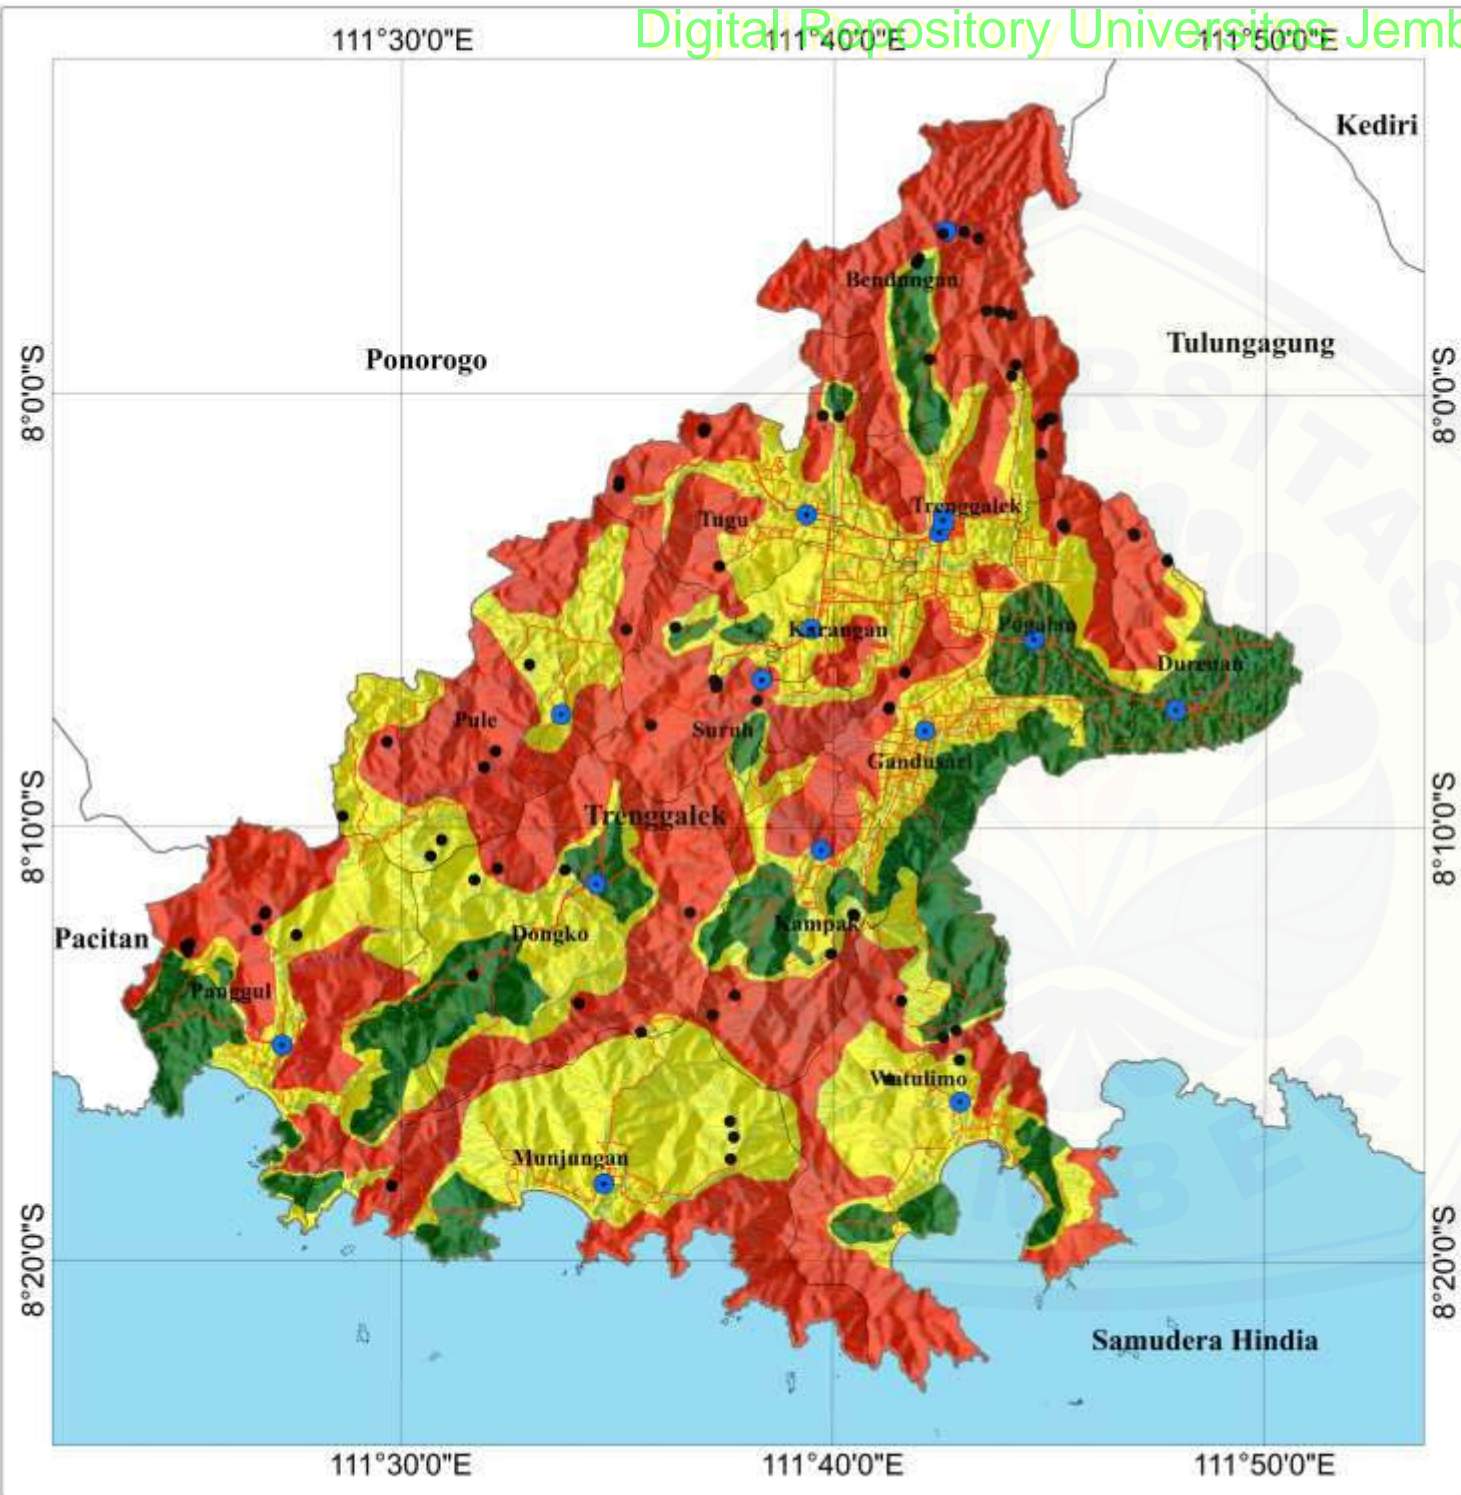 Digital Repository Universitas Jemb
111°30'0"E
111°40'0"E
111°50'0"E
Kediri
Bendungan
Tulungagung
Ponorogo
8°0'0"S
8°0'0"S
Tugu
Trenggalek
Karangan
Pogalan
Durenan
Pule
Suruh
Gandusari
Trenggalek
8°10'0"S
8°10'0"S
Dongko
Kampak
Pacitan
Panggul
Watulimo
Munjungan
8°20'0"S
8°20'0"S
Samudera Hindia
111°30'0"E
111°40'0"E
111°50'0"E